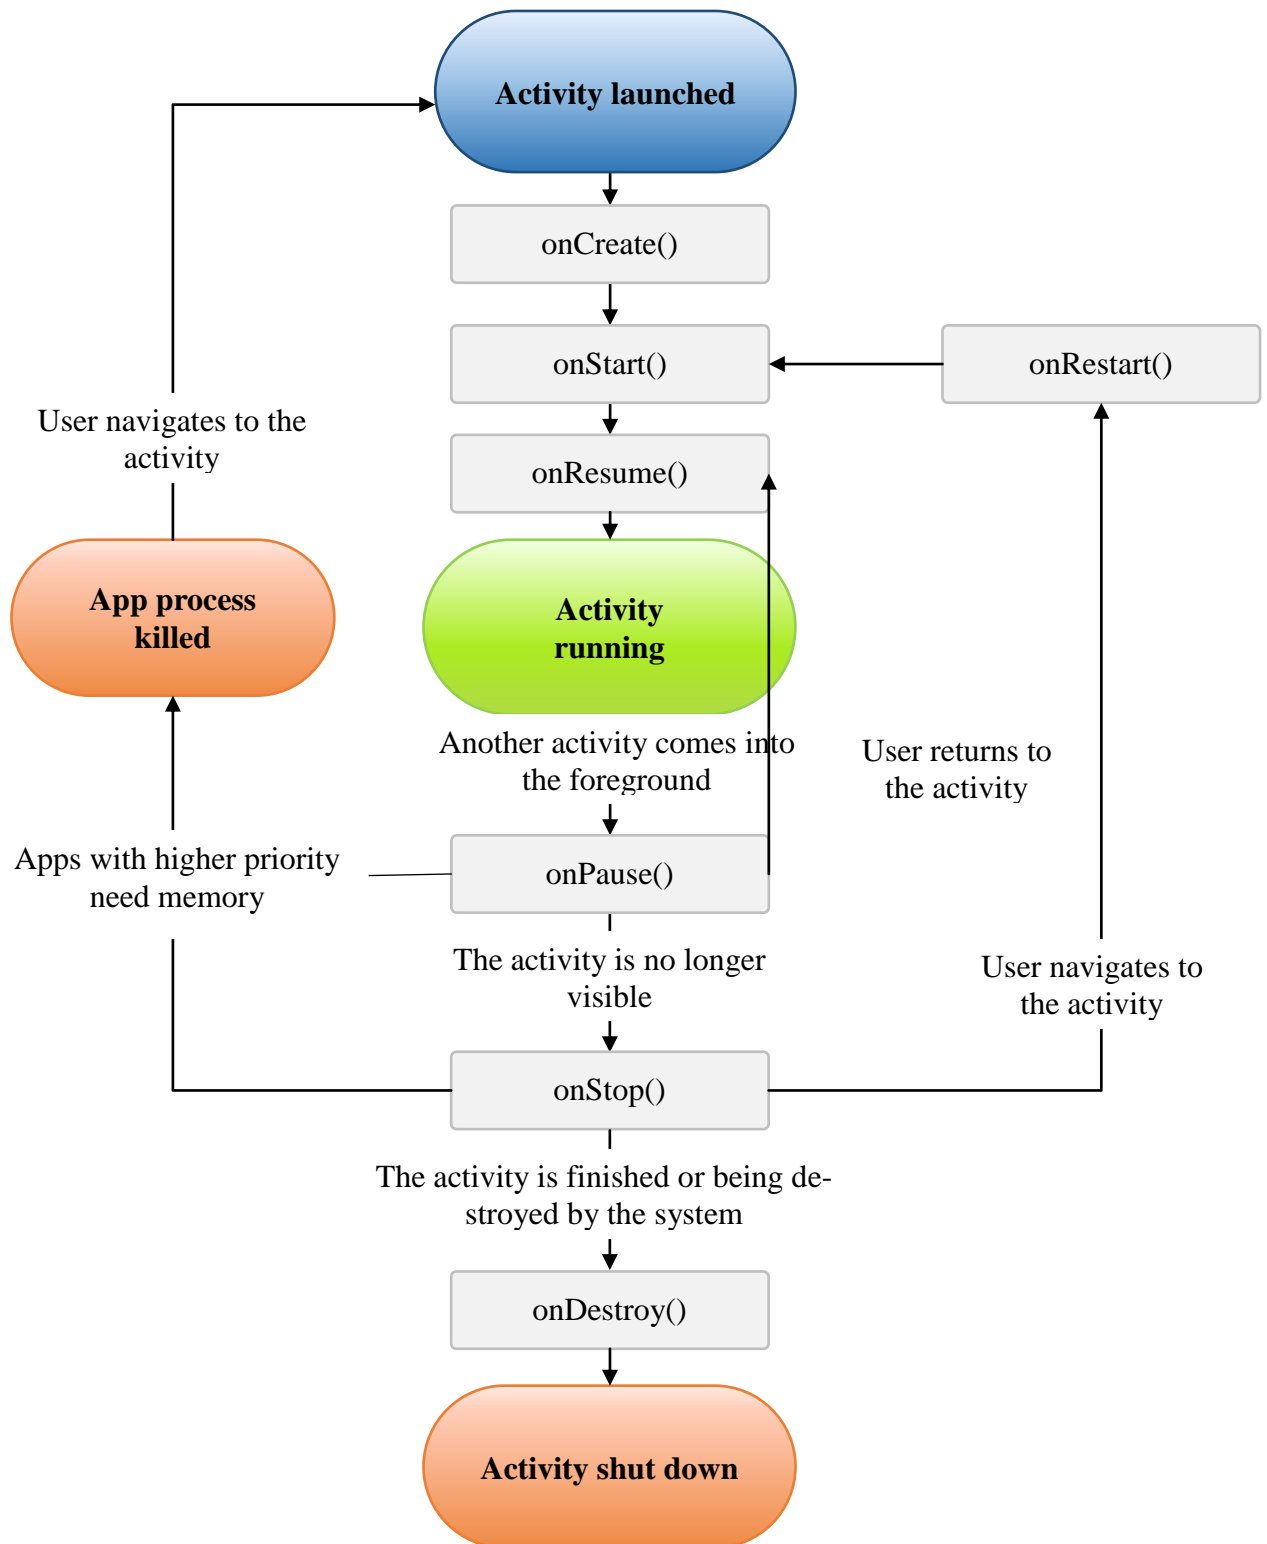 Activity launched
onCreate()
onStart()
onRestart()
User navigates to the
activity
onResume()
App process
killed
Activity
running
Another activity comes into
the foreground
User returns to
the activity
Apps with higher priority
need memory
onPause()
The activity is no longer
visible
User navigates to
the activity
onStop()
The activity is finished or being de-
stroyed by the system
onDestroy()
Activity shut down